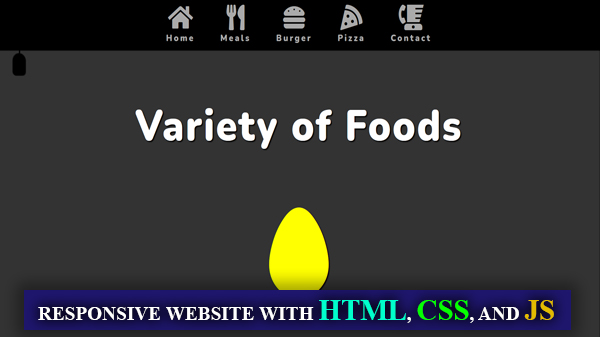 Home Meals Burger Pizza Contact
Variety of Foods
RESPONSIVE WEBSITE WITH HTML, CSS, AND JS